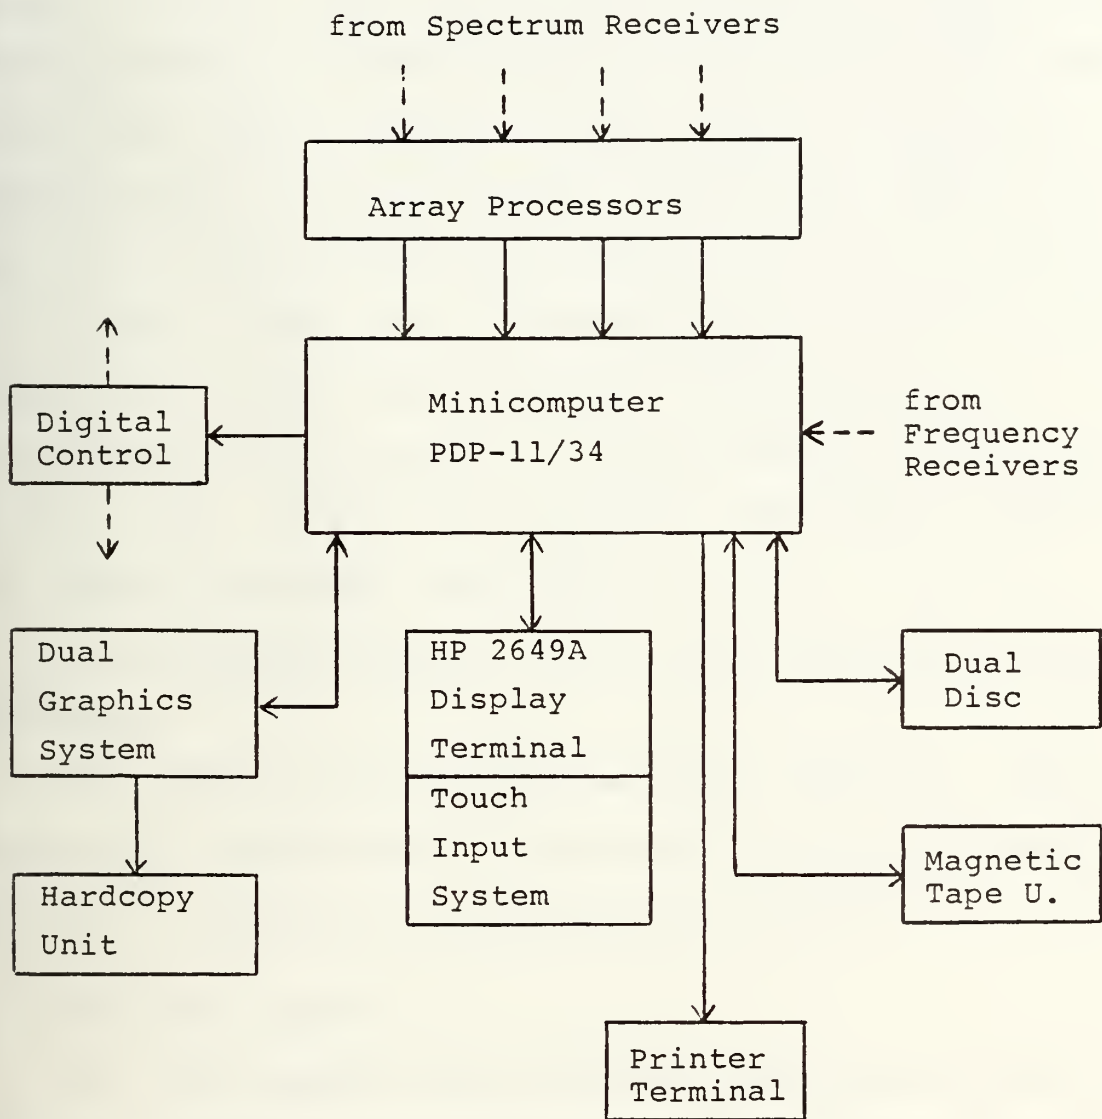 from Spectrum Receivers
Array Processors
Minicomputer
PDP-11/34
from
Frequency
Receivers
Digital
Control
Dual
Graphics
System
HP 2649A
Display
Terminal
Touch
Input
System
Dual
Disc
Magnetic
Tape U.
Hardcopy
Unit
Printer
Terminal